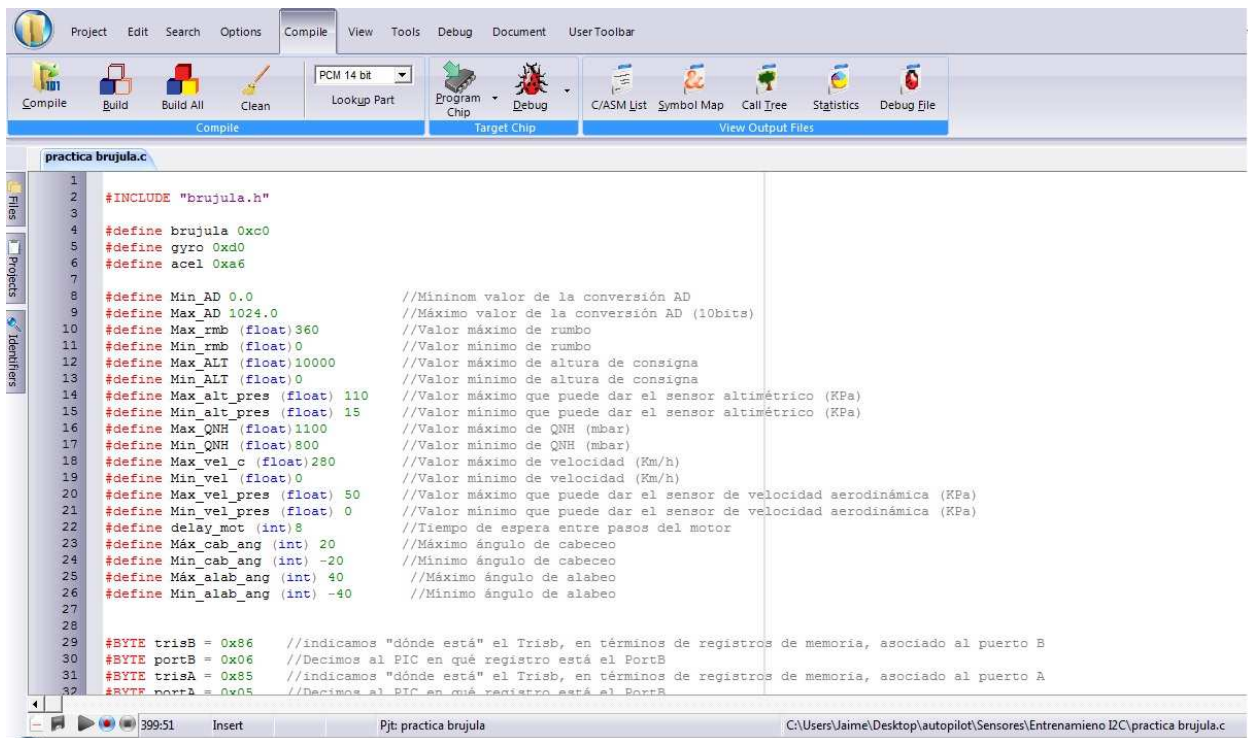 Project Edit Search Options Compile View Tools Debug Document User Toolbar
Compile Build Build All Clean
PCM 14 bit
Lookup Part
Program Chip
Debug
C/ASM List Symbol Map Call Tree Statistics Debug File
Compile Target Chip View Output Files
practica brujula.c
Files
Projects
Identifiers
1
2 #INCLUDE "brujula.h"
3
4 #define brujula 0xc0
5 #define gyro 0xd0
6 #define acel 0xa6
7
8 #define Min_AD 0.0 //Míninom valor de la conversión AD
9 #define Max_AD 1024.0 //Máximo valor de la conversión AD (10bits)
10 #define Max_rmb (float)360 //Valor máximo de rumbo
11 #define Min_rmb (float)0 //Valor mínimo de rumbo
12 #define Max_ALT (float)10000 //Valor máximo de altura de consigna
13 #define Min_ALT (float)0 //Valor mínimo de altura de consigna
14 #define Max_alt_pres (float) 110 //Valor máximo que puede dar el sensor altimétrico (KPa)
15 #define Min_alt_pres (float) 15 //Valor mínimo que puede dar el sensor altimétrico (KPa)
16 #define Max_QNH (float)1100 //Valor máximo de QNH (mbar)
17 #define Min_QNH (float)800 //Valor mínimo de QNH (mbar)
18 #define Max_vel_c (float)280 //Valor máximo de velocidad (Km/h)
19 #define Min_vel (float)0 //Valor mínimo de velocidad (Km/h)
20 #define Max_vel_pres (float) 50 //Valor máximo que puede dar el sensor de velocidad aerodinámica (KPa)
21 #define Min_vel_pres (float) 0 //Valor mínimo que puede dar el sensor de velocidad aerodinámica (KPa)
22 #define delay_mot (int)8 //Tiempo de espera entre pasos del motor
23 #define Máx_cab_ang (int) 20 //Máximo ángulo de cabeceo
24 #define Min_cab_ang (int) -20 //Mínimo ángulo de cabeceo
25 #define Máx_alab_ang (int) 40 //Máximo ángulo de alabeo
26 #define Min_alab_ang (int) -40 //Mínimo ángulo de alabeo
27
28
29 #BYTE trisB = 0x86 //indicamos "dónde está" el Trisb, en términos de registros de memoria, asociado al puerto B
30 #BYTE portB = 0x06 //Decimos al PIC en qué registro está el PortB
31 #BYTE trisA = 0x85 //indicamos "dónde está" el Trisb, en términos de registros de memoria, asociado al puerto A
32 #BYTE portA = 0x05 //Decimos al PIC en qué registro está el PortB
399:51 Insert Pjt: practica brujula C:\Users\Jaime\Desktop\autopilot\Sensores\Entrenamieno I2C\practica brujula.c